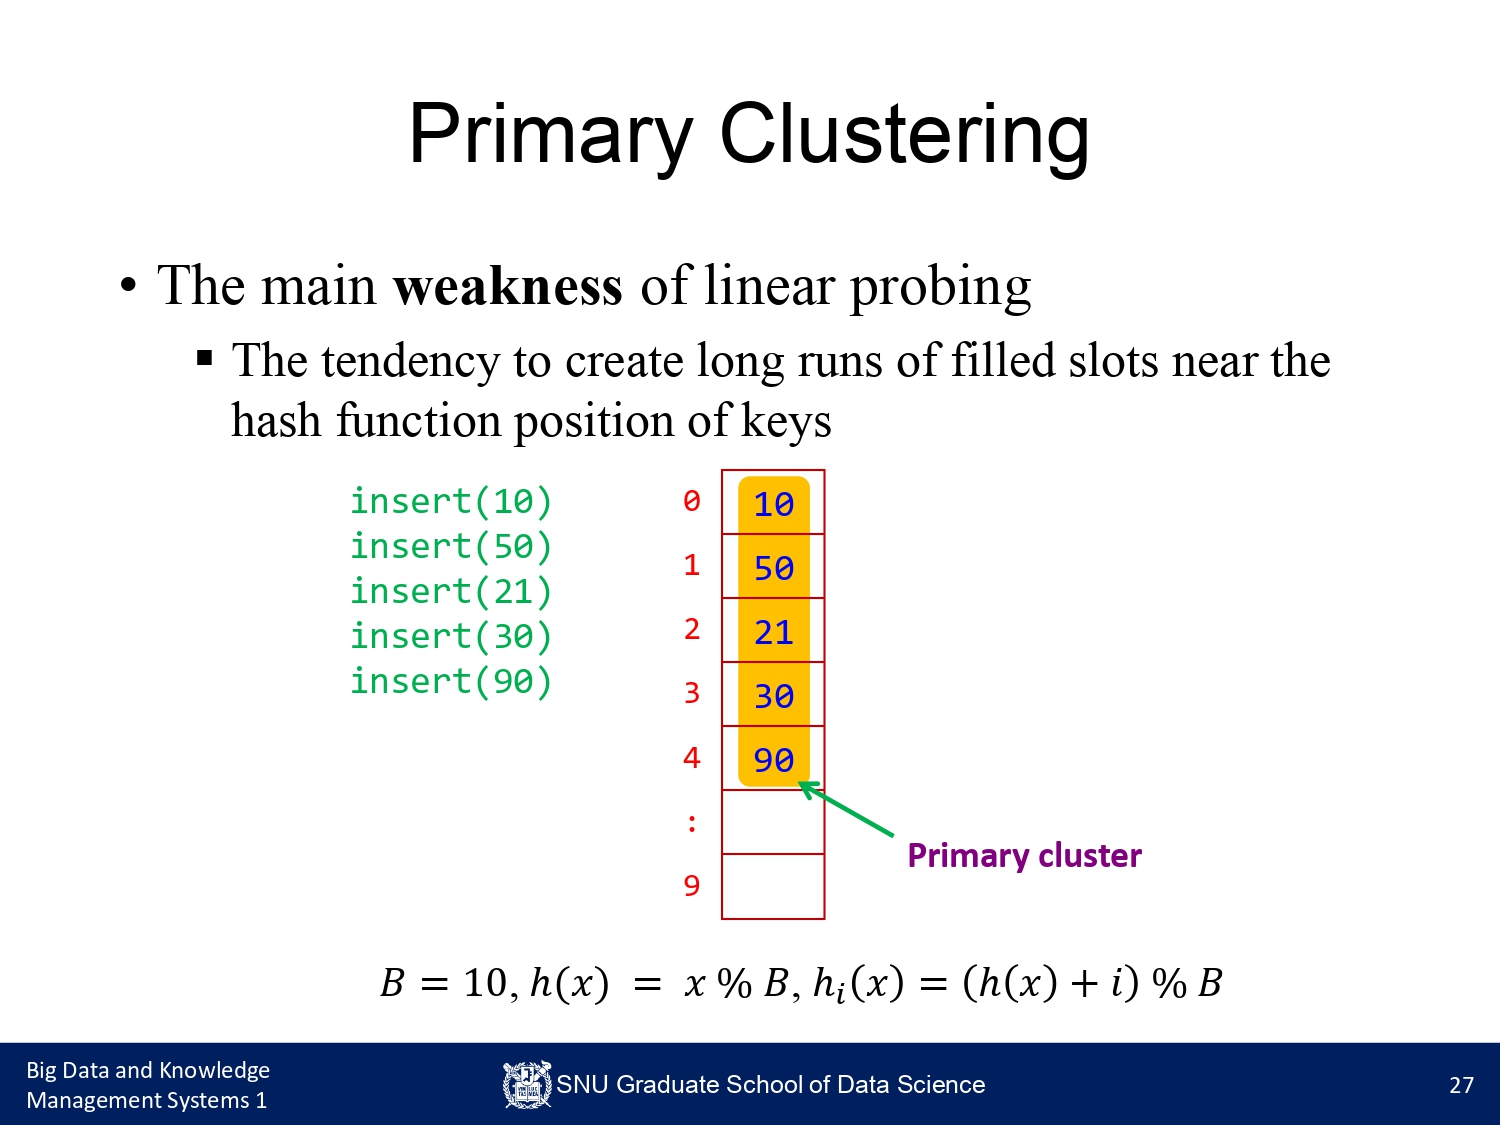 Primary Clustering
• The main weakness of linear probing
▪ The tendency to create long runs of filled slots near the
hash function position of keys
insert(10)
insert(50)
insert(21)
insert(30)
insert(90)
0 10
1 50
2 21
3 30
4 90
:
9
Primary cluster
B = 10, h(x) = x % B, hᵢ(x) = (h(x) + i) % B
Big Data and Knowledge
Management Systems 1
SNU Graduate School of Data Science
27